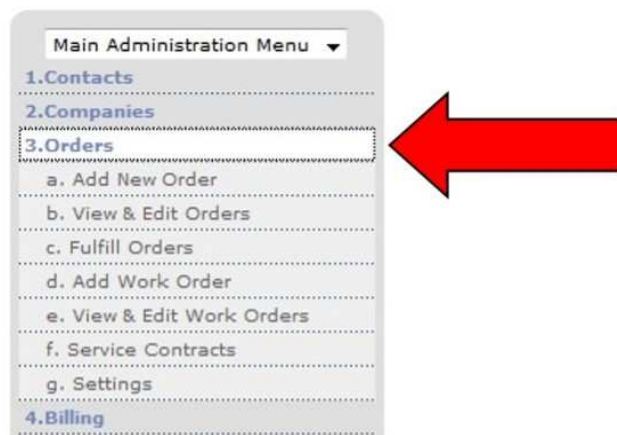 Main Administration Menu
1.Contacts
2.Companies
3.Orders
a. Add New Order
b. View & Edit Orders
c. Fulfill Orders
d. Add Work Order
e. View & Edit Work Orders
f. Service Contracts
g. Settings
4.Billing